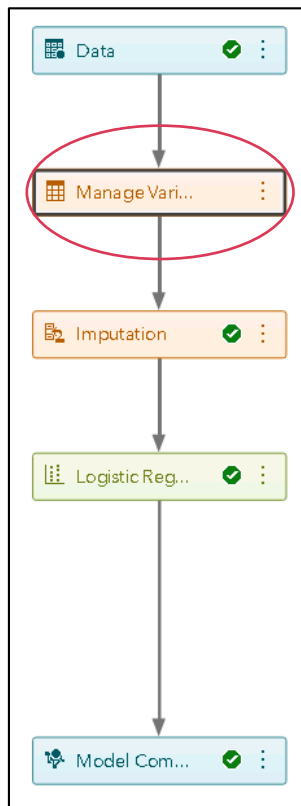 Data
Manage Vari...
Imputation
Logistic Reg...
Model Com...